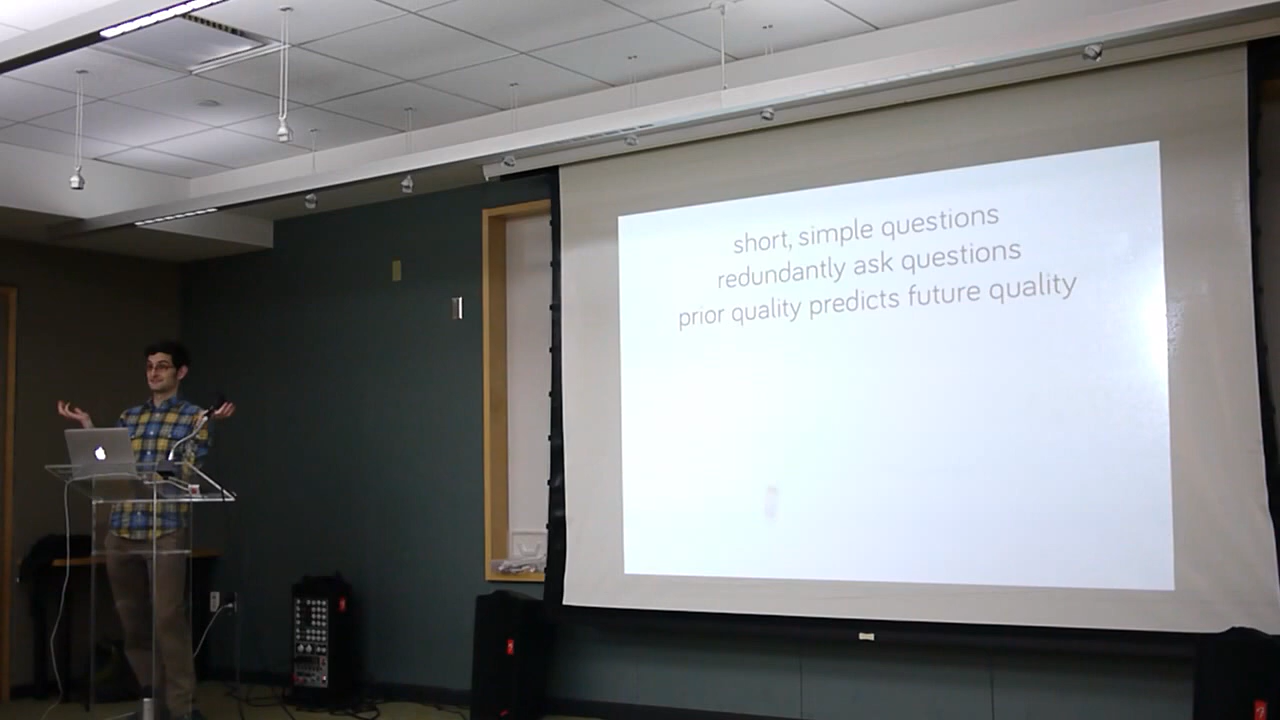 short, simple questions
redundantly ask questions
prior quality predicts future quality